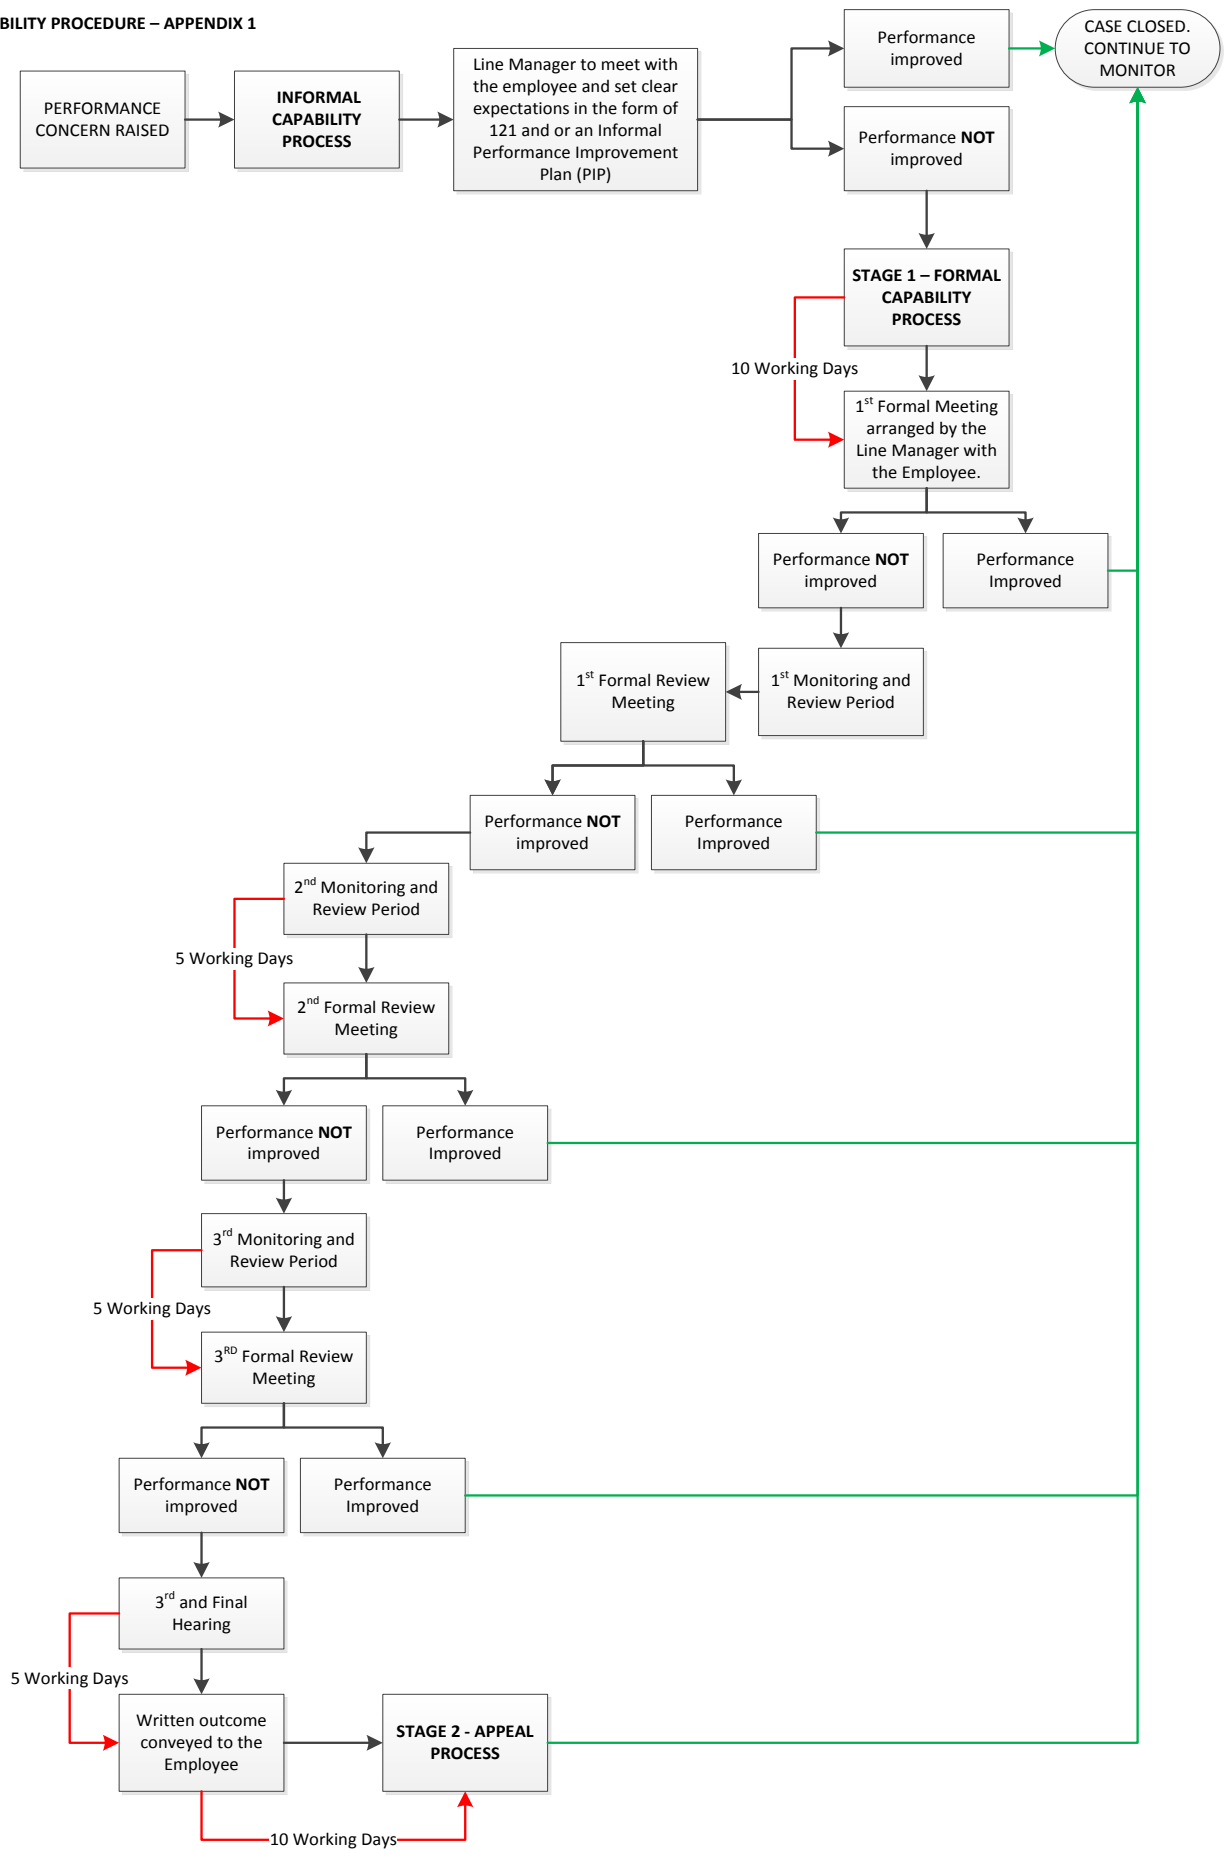 BILITY PROCEDURE – APPENDIX 1
PERFORMANCE
CONCERN RAISED
INFORMAL
CAPABILITY
PROCESS
Line Manager to meet with
the employee and set clear
expectations in the form of
121 and or an Informal
Performance Improvement
Plan (PIP)
Performance
improved
CASE CLOSED.
CONTINUE TO
MONITOR
Performance NOT
improved
STAGE 1 – FORMAL
CAPABILITY
PROCESS
10 Working Days
1st Formal Meeting
arranged by the
Line Manager with
the Employee.
Performance NOT
improved
Performance
Improved
1st Formal Review
Meeting
1st Monitoring and
Review Period
Performance NOT
improved
Performance
Improved
2nd Monitoring and
Review Period
5 Working Days
2nd Formal Review
Meeting
Performance NOT
improved
Performance
Improved
3rd Monitoring and
Review Period
5 Working Days
3RD Formal Review
Meeting
Performance NOT
improved
Performance
Improved
3rd and Final
Hearing
5 Working Days
Written outcome
conveyed to the
Employee
STAGE 2 - APPEAL
PROCESS
10 Working Days